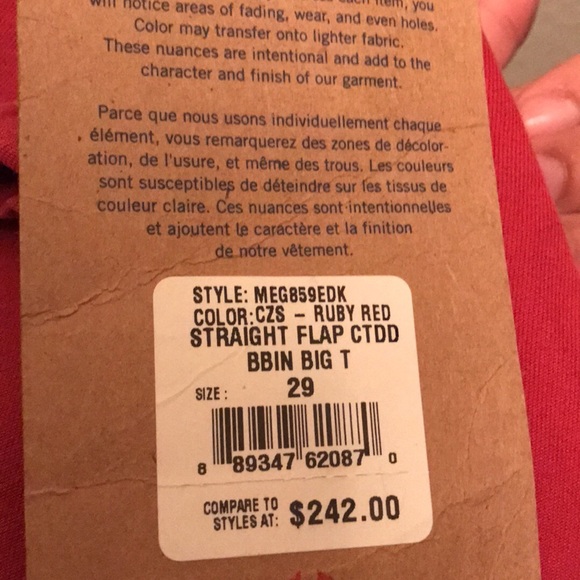 will notice areas of fading, wear, and even holes.
Color may transfer onto lighter fabric.
These nuances are intentional and add to the
character and finish of our garment.
Parce que nous usons individuellement chaque
élément, vous remarquerez des zones de décolor-
ation, de l'usure, et même des trous. Les couleurs
sont susceptibles de déteindre sur les tissus de
couleur claire. Ces nuances sont intentionnelles
et ajoutent le caractère et la finition
de notre vêtement.
STYLE: MEG859EDK
COLOR:CZS – RUBY RED
STRAIGHT FLAP CTDD
BBIN BIG T
SIZE : 29
8 89347 62087 0
COMPARE TO
STYLES AT: $242.00